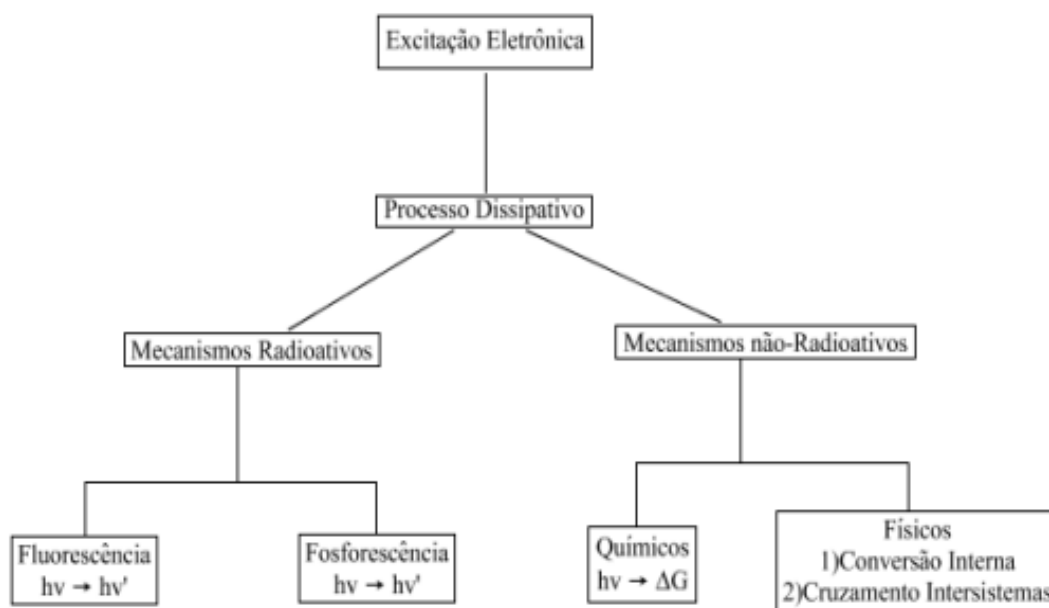 Excitação Eletrônica
Processo Dissipativo
Mecanismos Radioativos
Mecanismos não-Radioativos
Fluorescência
hν → hν'
Fosforescência
hν → hν'
Químicos
hν → ΔG
Físicos
1)Conversão Interna
2)Cruzamento Intersistemas